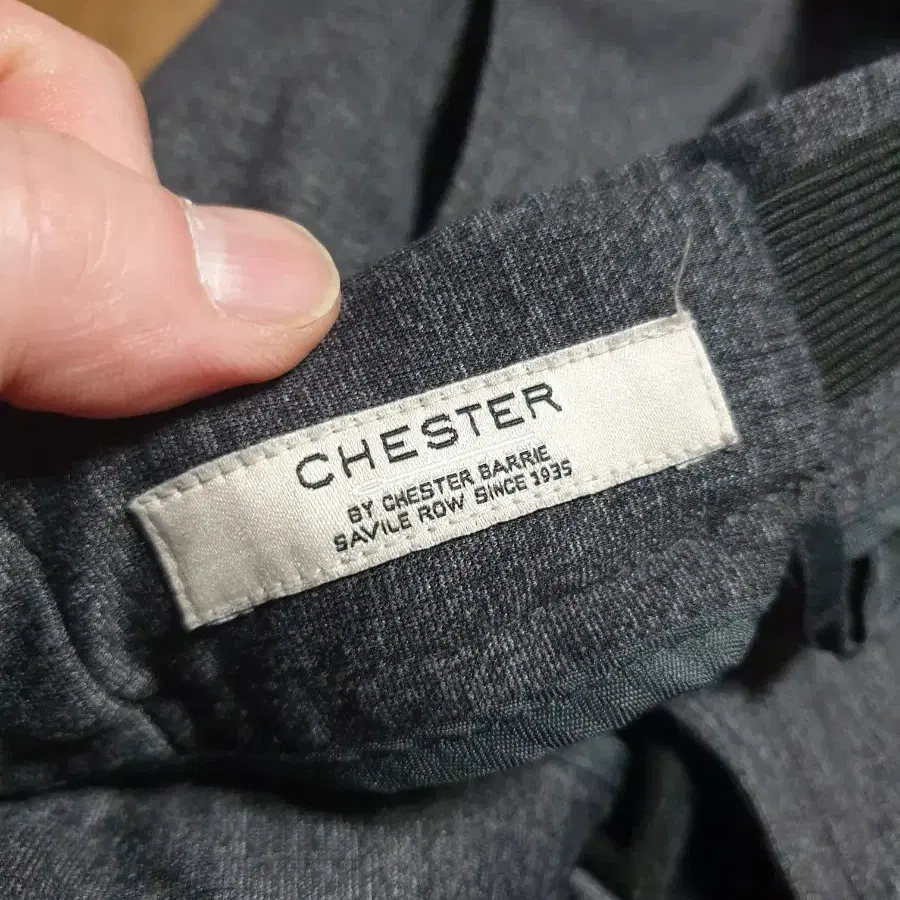 CHESTER
BY CHESTER BARRIE
SAVILE ROW SINCE 1935